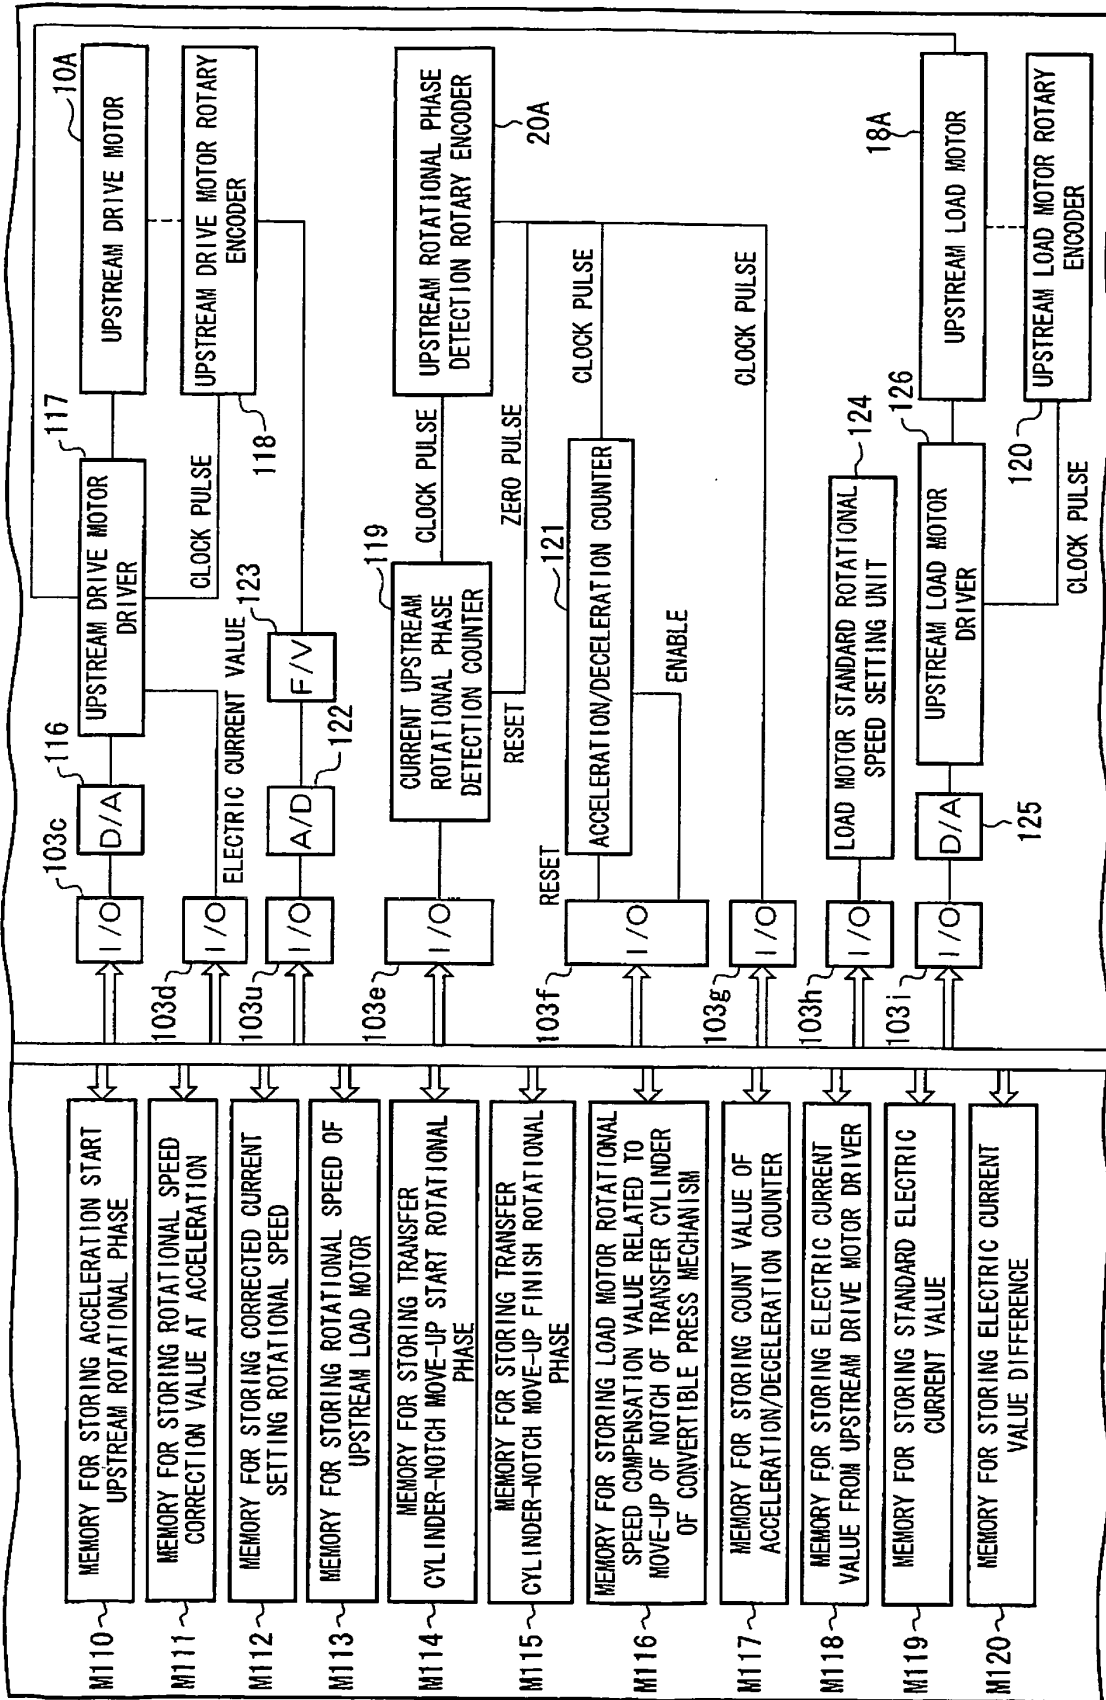 M110
MEMORY FOR STORING ACCELERATION START
UPSTREAM ROTATIONAL PHASE
M111
MEMORY FOR STORING ROTATIONAL SPEED
CORRECTION VALUE AT ACCELERATION
M112
MEMORY FOR STORING CORRECTED CURRENT
SETTING ROTATIONAL SPEED
M113
MEMORY FOR STORING ROTATIONAL SPEED OF
UPSTREAM LOAD MOTOR
M114
MEMORY FOR STORING TRANSFER
CYLINDER-NOTCH MOVE-UP START ROTATIONAL
PHASE
M115
MEMORY FOR STORING TRANSFER
CYLINDER-NOTCH MOVE-UP FINISH ROTATIONAL
PHASE
M116
MEMORY FOR STORING LOAD MOTOR ROTATIONAL
SPEED COMPENSATION VALUE RELATED TO
MOVE-UP OF NOTCH OF TRANSFER CYLINDER
OF CONVERTIBLE PRESS MECHANISM
M117
MEMORY FOR STORING COUNT VALUE OF
ACCELERATION/DECELERATION COUNTER
M118
MEMORY FOR STORING ELECTRIC CURRENT
VALUE FROM UPSTREAM DRIVE MOTOR DRIVER
M119
MEMORY FOR STORING STANDARD ELECTRIC
CURRENT VALUE
M120
MEMORY FOR STORING ELECTRIC CURRENT
VALUE DIFFERENCE
103c
I/O
116
D/A
117
UPSTREAM DRIVE MOTOR
DRIVER
10A
UPSTREAM DRIVE MOTOR
103d
I/O
ELECTRIC CURRENT VALUE
CLOCK PULSE
UPSTREAM DRIVE MOTOR ROTARY
ENCODER
118
103u
I/O
A/D
122
F/V
123
103e
I/O
119
CURRENT UPSTREAM
ROTATIONAL PHASE
DETECTION COUNTER
CLOCK PULSE
UPSTREAM ROTATIONAL PHASE
DETECTION ROTARY ENCODER
20A
RESET
ZERO PULSE
103f
I/O
RESET
121
ACCELERATION/DECELERATION COUNTER
CLOCK PULSE
ENABLE
103g
I/O
CLOCK PULSE
103h
I/O
124
LOAD MOTOR STANDARD ROTATIONAL
SPEED SETTING UNIT
103i
I/O
D/A
125
126
UPSTREAM LOAD MOTOR
DRIVER
18A
UPSTREAM LOAD MOTOR
120
UPSTREAM LOAD MOTOR ROTARY
ENCODER
CLOCK PULSE